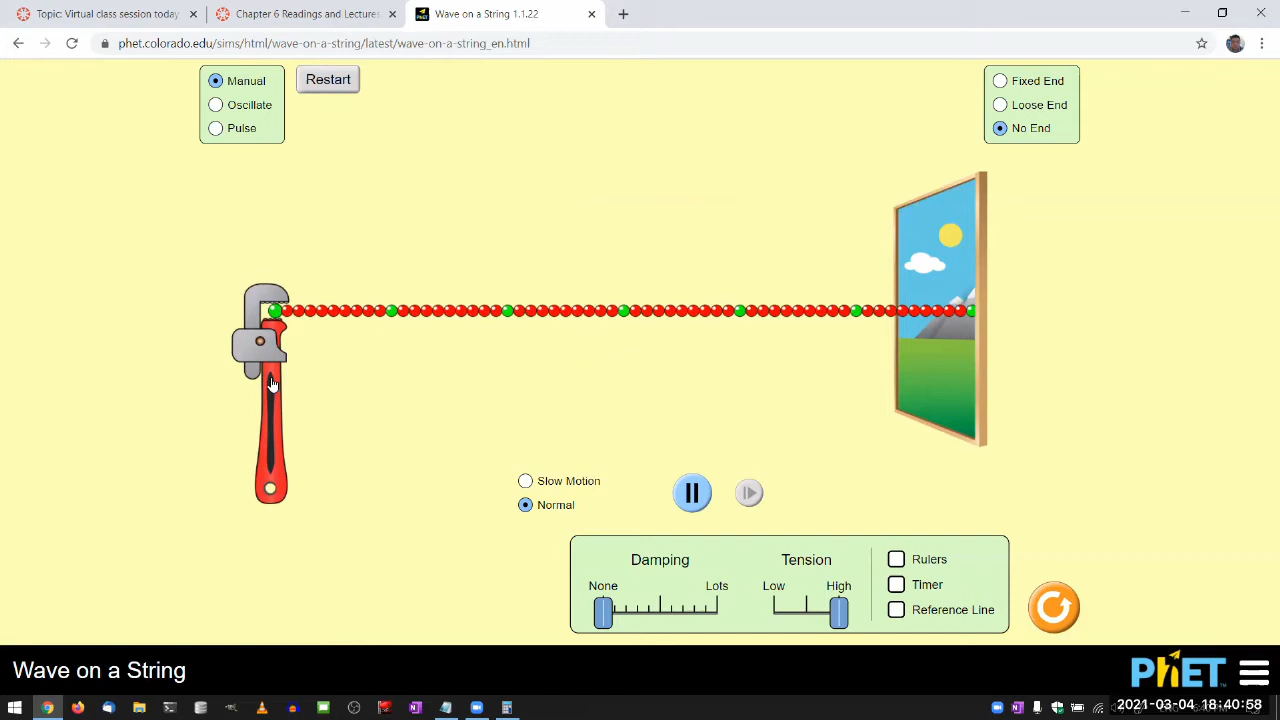 Topic: Virtual class session today
Chapter 6 Readings and Lectures
Wave on a String 1.1.22
phet.colorado.edu/sims/html/wave-on-a-string/latest/wave-on-a-string_en.html
Manual
Oscillate
Pulse
Restart
Fixed End
Loose End
No End
Slow Motion
Normal
Damping
None
Lots
Tension
Low
High
Rulers
Timer
Reference Line
Wave on a String
PhET
2021-03-04 18:40:58